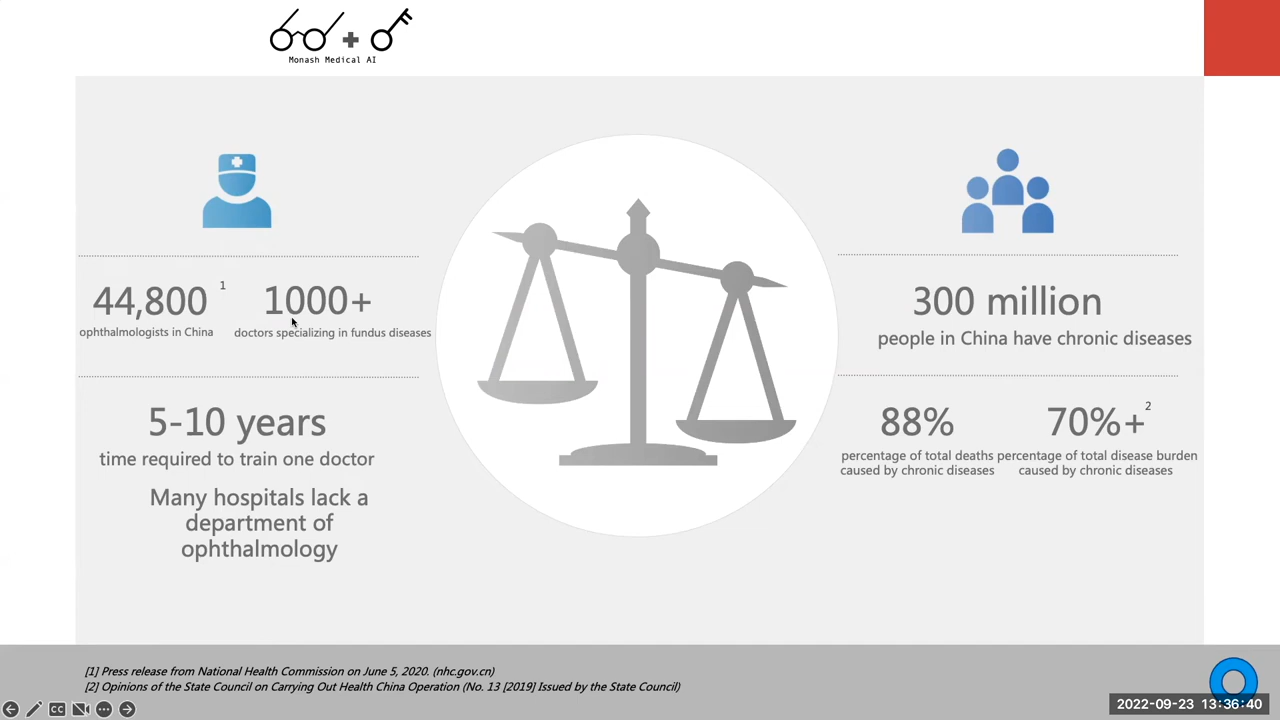 Monash Medical AI
44,800 1
ophthalmologists in China
1000+
doctors specializing in fundus diseases
5-10 years
time required to train one doctor
Many hospitals lack a
department of
ophthalmology
300 million
people in China have chronic diseases
88%
percentage of total deaths
caused by chronic diseases
70%+2
percentage of total disease burden
caused by chronic diseases
[1] Press release from National Health Commission on June 5, 2020. (nhc.gov.cn)
[2] Opinions of the State Council on Carrying Out Health China Operation (No. 13 [2019] Issued by the State Council)
CC
2022-09-23 13:36:40